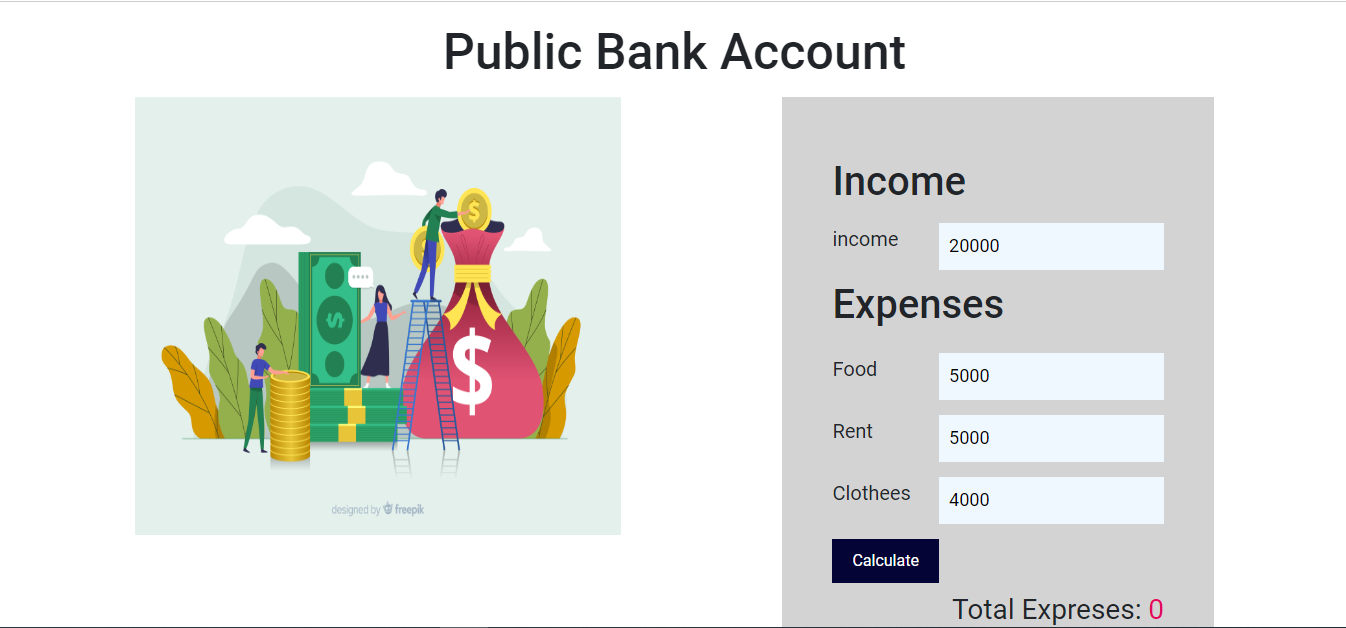 Public Bank Account
$
$
$
$
designed by freepik
Income
income 20000
Expenses
Food 5000
Rent 5000
Clothees 4000
Calculate
Total Expreses: 0